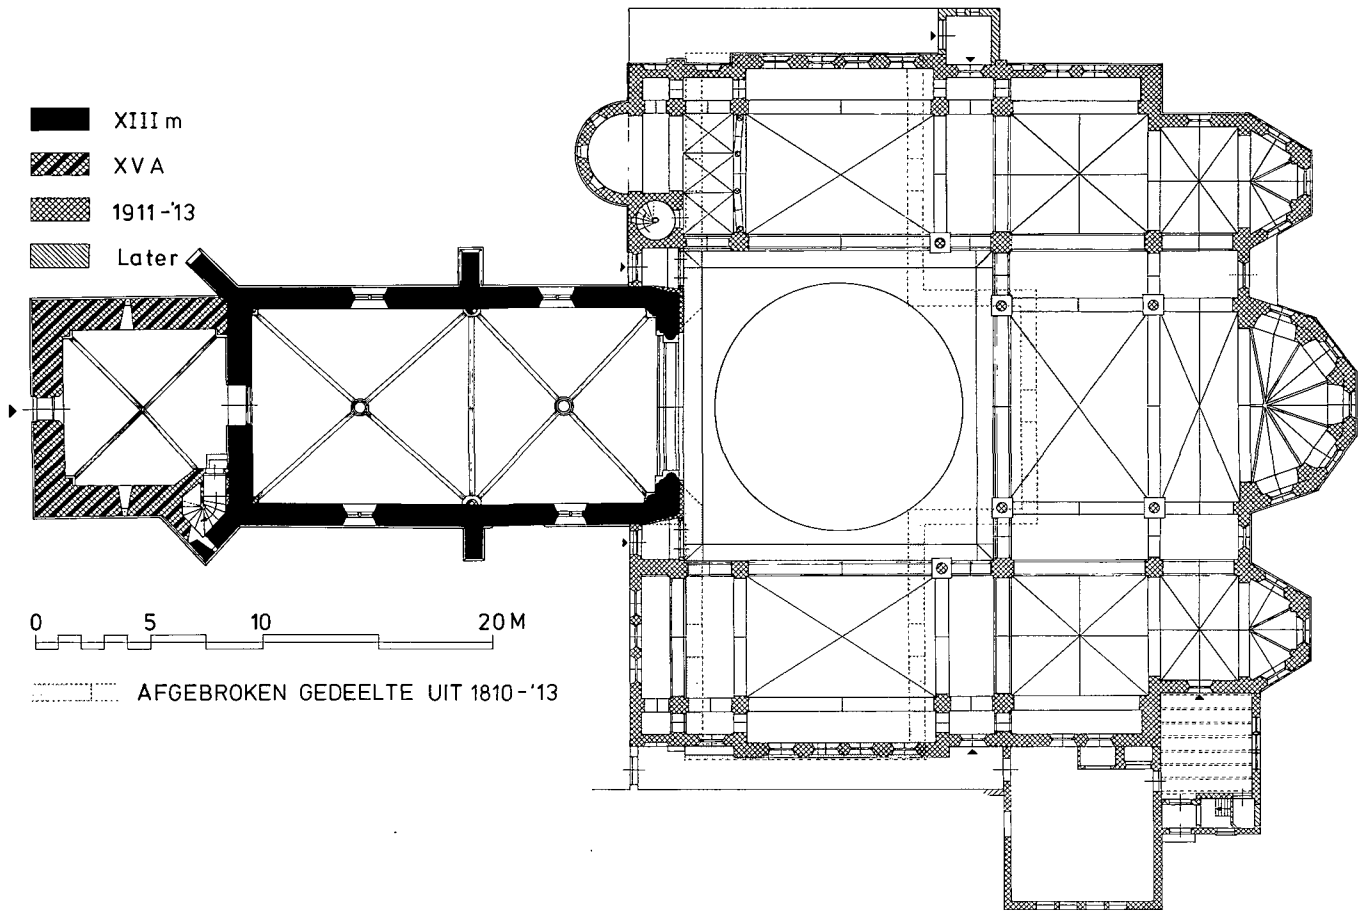 XIII m
XV A
1911-'13
Later
0 5 10 20 M
AFGEBROKEN GEDEELTE UIT 1810-'13